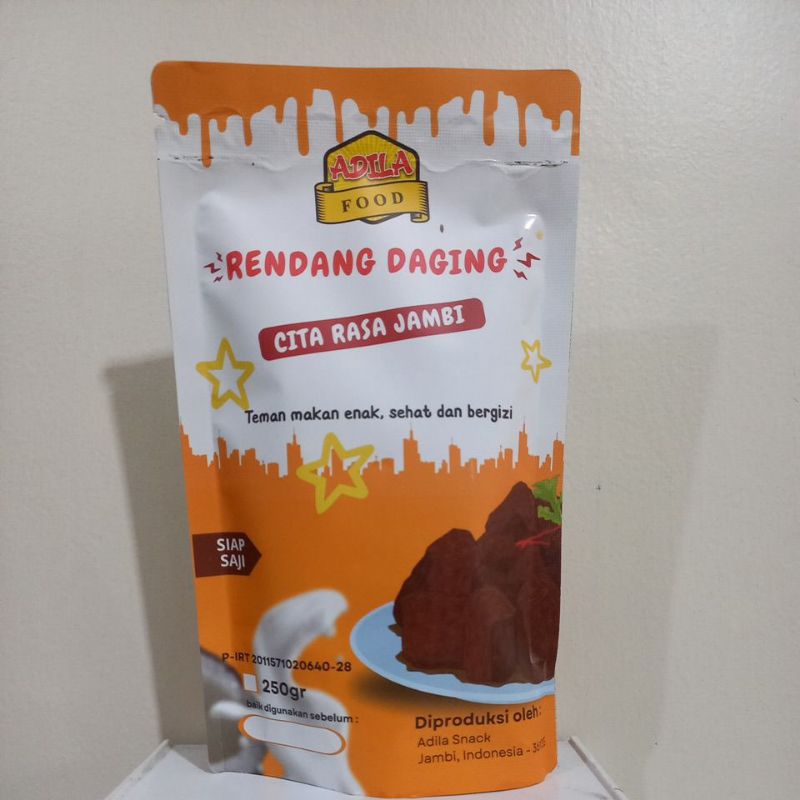 ADILA
FOOD
RENDANG DAGING
CITA RASA JAMBI
Teman makan enak, sehat dan bergizi
SIAP
SAJI
P-IRT 2011571020640-28
250gr
baik digunakan sebelum :
Diproduksi oleh:
Adila Snack
Jambi, Indonesia -